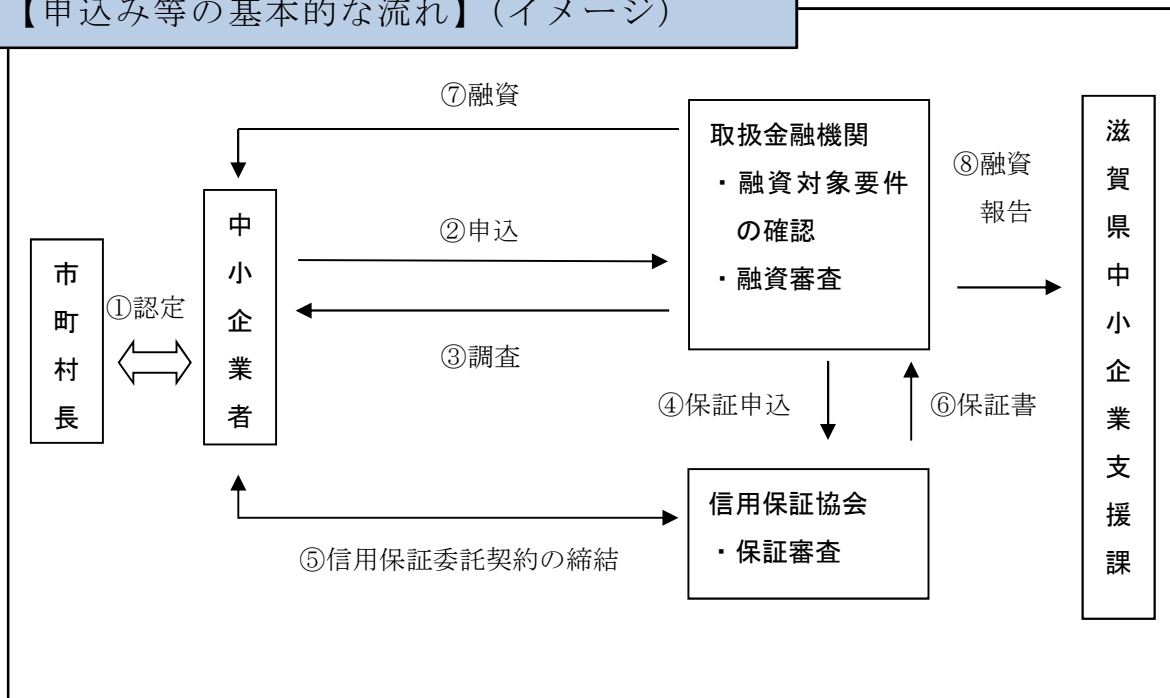 【申込み等の基本的な流れ】（イメージ）
⑦融資
取扱金融機関
・融資対象要件
の確認
・融資審査
⑧融資
報告
滋賀県中小企業支援課
中小企業者
②申込
市町村長
①認定
③調査
④保証申込
⑥保証書
信用保証協会
・保証審査
⑤信用保証委託契約の締結